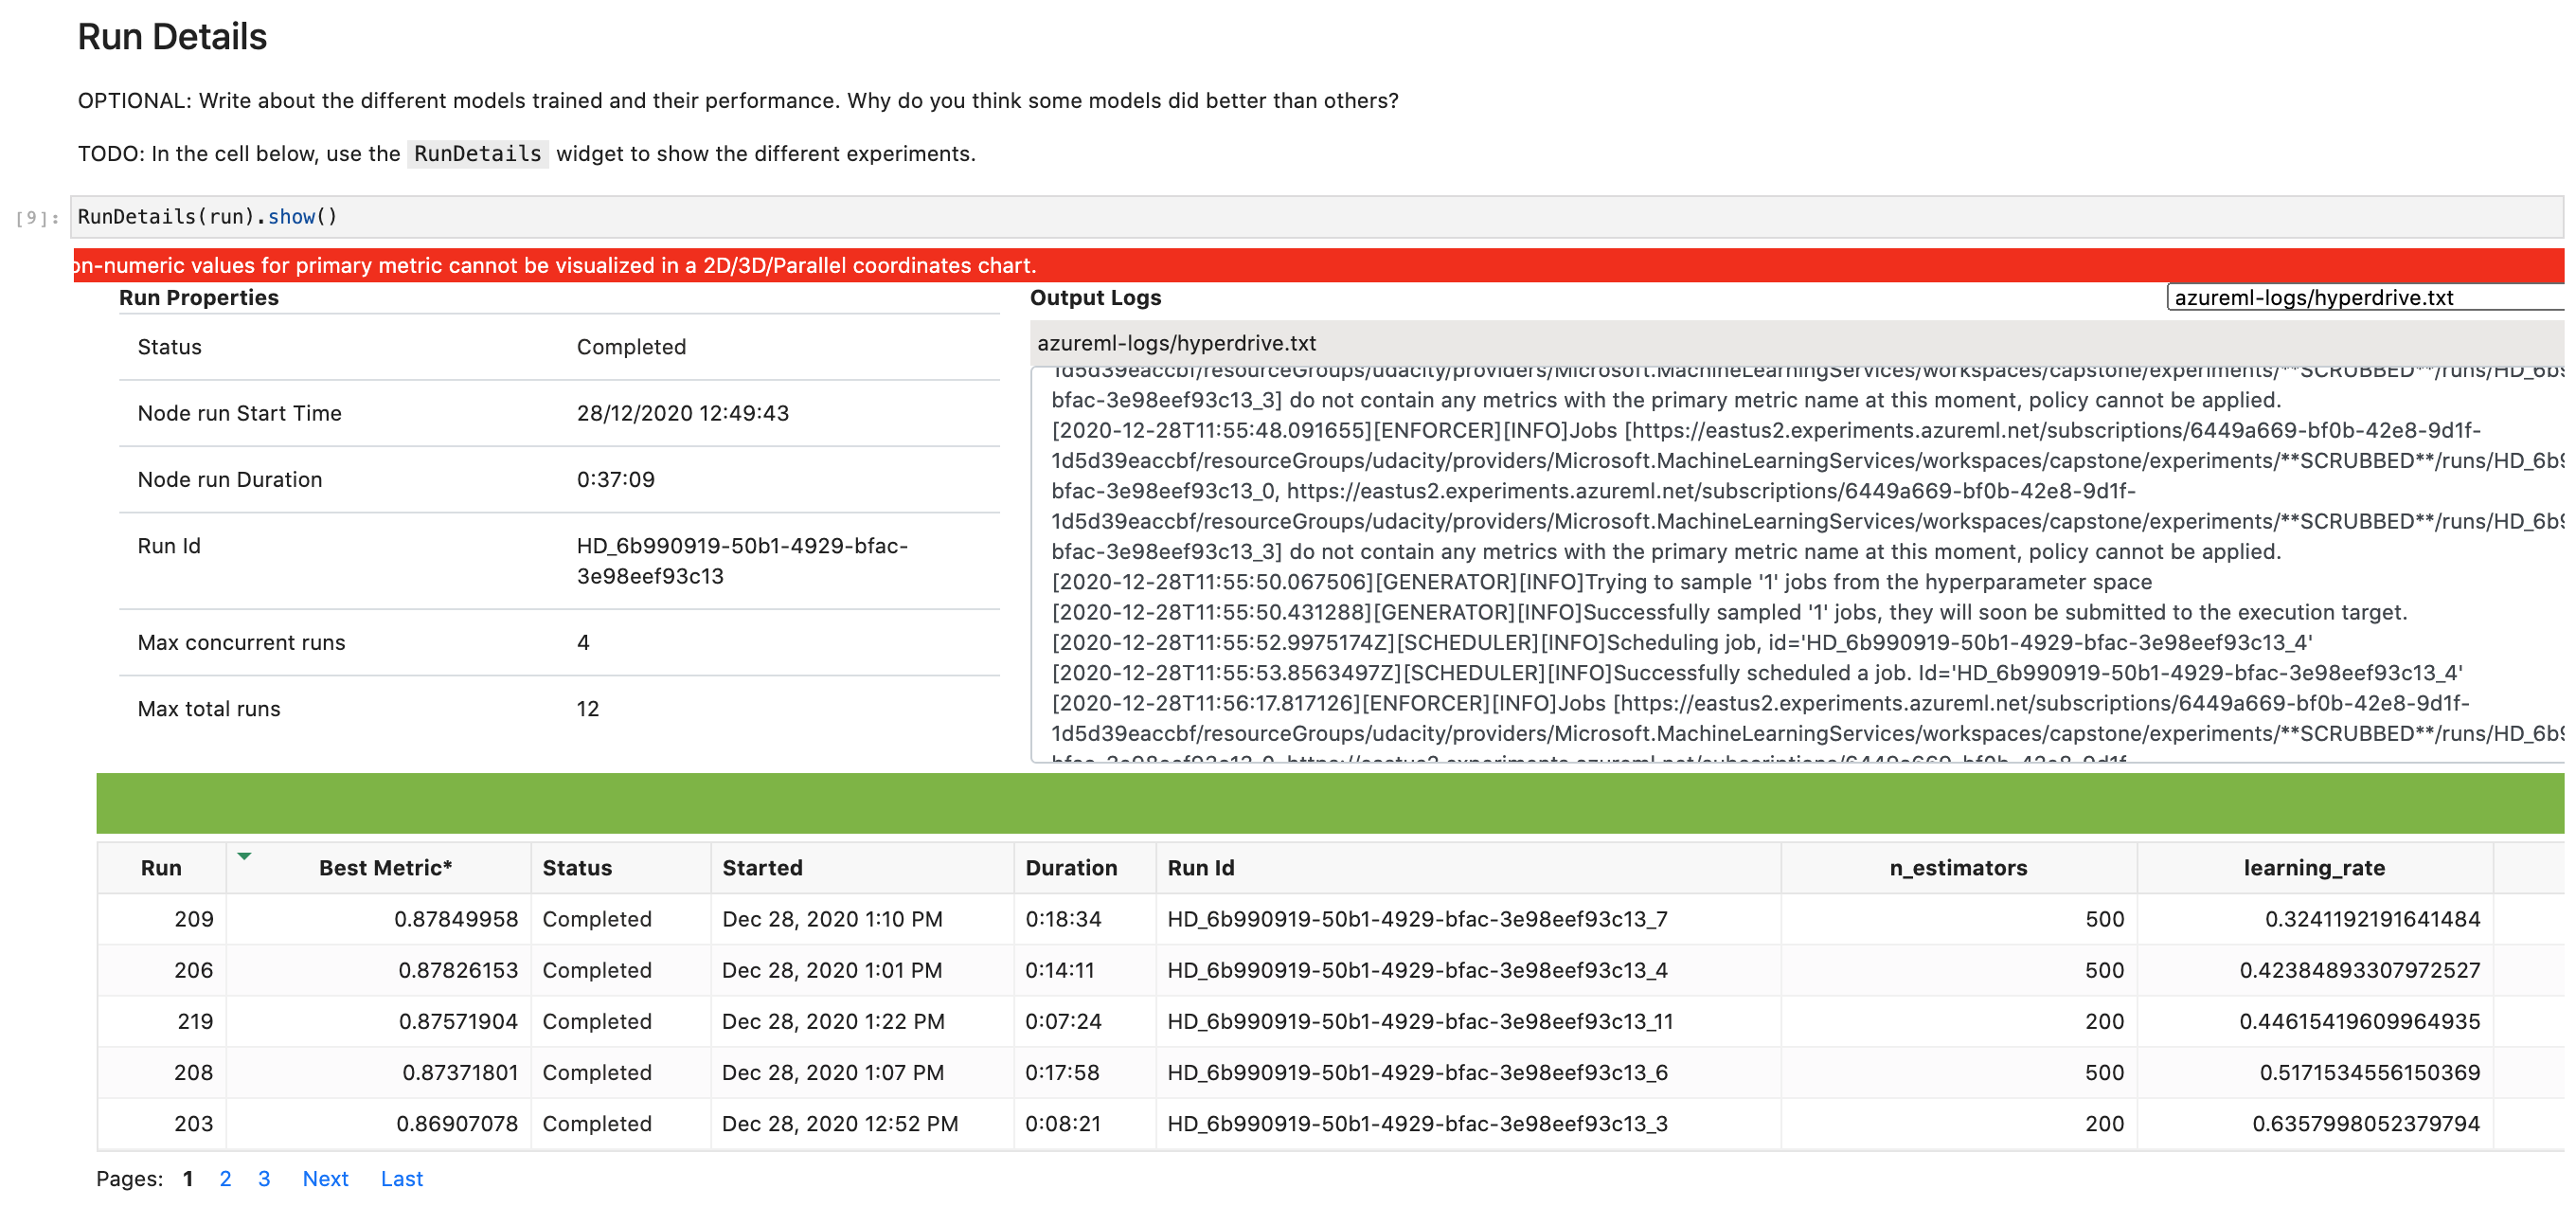 Run Details
OPTIONAL: Write about the different models trained and their performance. Why do you think some models did better than others?
TODO: In the cell below, use the RunDetails widget to show the different experiments.
[9]: RunDetails(run).show()
on-numeric values for primary metric cannot be visualized in a 2D/3D/Parallel coordinates chart.
Run Properties
Status Completed
Node run Start Time 28/12/2020 12:49:43
Node run Duration 0:37:09
Run Id HD_6b990919-50b1-4929-bfac-
3e98eef93c13
Max concurrent runs 4
Max total runs 12
Output Logs azureml-logs/hyperdrive.txt
azureml-logs/hyperdrive.txt
1d5d39eaccbf/resourceGroups/udacity/providers/Microsoft.MachineLearningServices/workspaces/capstone/experiments/**SCRUBBED**/runs/HD_6b9
bfac-3e98eef93c13_3] do not contain any metrics with the primary metric name at this moment, policy cannot be applied.
[2020-12-28T11:55:48.091655][ENFORCER][INFO]Jobs [https://eastus2.experiments.azureml.net/subscriptions/6449a669-bf0b-42e8-9d1f-
1d5d39eaccbf/resourceGroups/udacity/providers/Microsoft.MachineLearningServices/workspaces/capstone/experiments/**SCRUBBED**/runs/HD_6b9
bfac-3e98eef93c13_0, https://eastus2.experiments.azureml.net/subscriptions/6449a669-bf0b-42e8-9d1f-
1d5d39eaccbf/resourceGroups/udacity/providers/Microsoft.MachineLearningServices/workspaces/capstone/experiments/**SCRUBBED**/runs/HD_6b9
bfac-3e98eef93c13_3] do not contain any metrics with the primary metric name at this moment, policy cannot be applied.
[2020-12-28T11:55:50.067506][GENERATOR][INFO]Trying to sample '1' jobs from the hyperparameter space
[2020-12-28T11:55:50.431288][GENERATOR][INFO]Successfully sampled '1' jobs, they will soon be submitted to the execution target.
[2020-12-28T11:55:52.9975174Z][SCHEDULER][INFO]Scheduling job, id='HD_6b990919-50b1-4929-bfac-3e98eef93c13_4'
[2020-12-28T11:55:53.8563497Z][SCHEDULER][INFO]Successfully scheduled a job. Id='HD_6b990919-50b1-4929-bfac-3e98eef93c13_4'
[2020-12-28T11:56:17.817126][ENFORCER][INFO]Jobs [https://eastus2.experiments.azureml.net/subscriptions/6449a669-bf0b-42e8-9d1f-
1d5d39eaccbf/resourceGroups/udacity/providers/Microsoft.MachineLearningServices/workspaces/capstone/experiments/**SCRUBBED**/runs/HD_6b9
bfac-3e98eef93c13_0, https://eastus2.experiments.azureml.net/subscriptions/6449a669-bf0b-42e8-9d1f-
Run Best Metric* Status Started Duration Run Id n_estimators learning_rate
209 0.87849958 Completed Dec 28, 2020 1:10 PM 0:18:34 HD_6b990919-50b1-4929-bfac-3e98eef93c13_7 500 0.3241192191641484
206 0.87826153 Completed Dec 28, 2020 1:01 PM 0:14:11 HD_6b990919-50b1-4929-bfac-3e98eef93c13_4 500 0.42384893307972527
219 0.87571904 Completed Dec 28, 2020 1:22 PM 0:07:24 HD_6b990919-50b1-4929-bfac-3e98eef93c13_11 200 0.44615419609964935
208 0.87371801 Completed Dec 28, 2020 1:07 PM 0:17:58 HD_6b990919-50b1-4929-bfac-3e98eef93c13_6 500 0.5171534556150369
203 0.86907078 Completed Dec 28, 2020 12:52 PM 0:08:21 HD_6b990919-50b1-4929-bfac-3e98eef93c13_3 200 0.6357998052379794
Pages: 1 2 3 Next Last